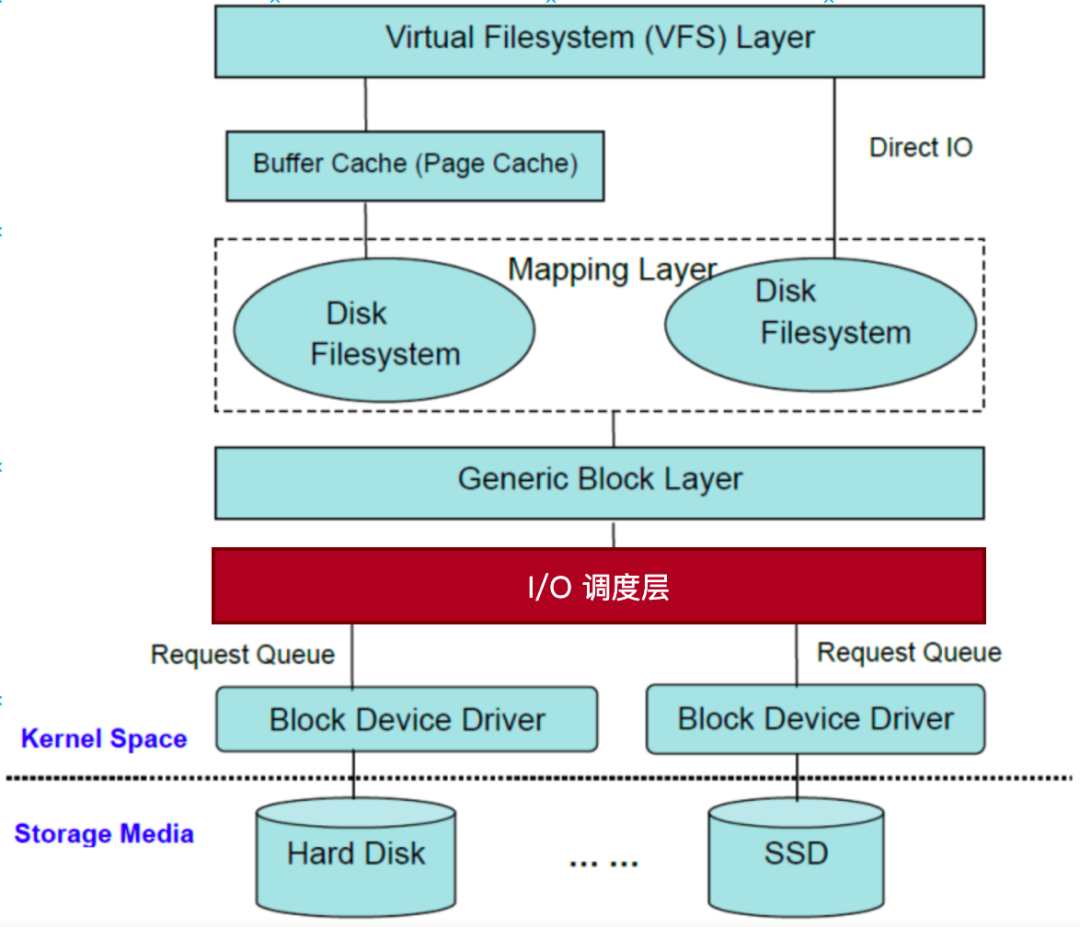 Virtual Filesystem (VFS) Layer
Buffer Cache (Page Cache)
Direct IO
Mapping Layer
Disk
Filesystem
Disk
Filesystem
Generic Block Layer
I/O 调度层
Request Queue
Request Queue
Block Device Driver
Block Device Driver
Kernel Space
Storage Media
Hard Disk
... ...
SSD